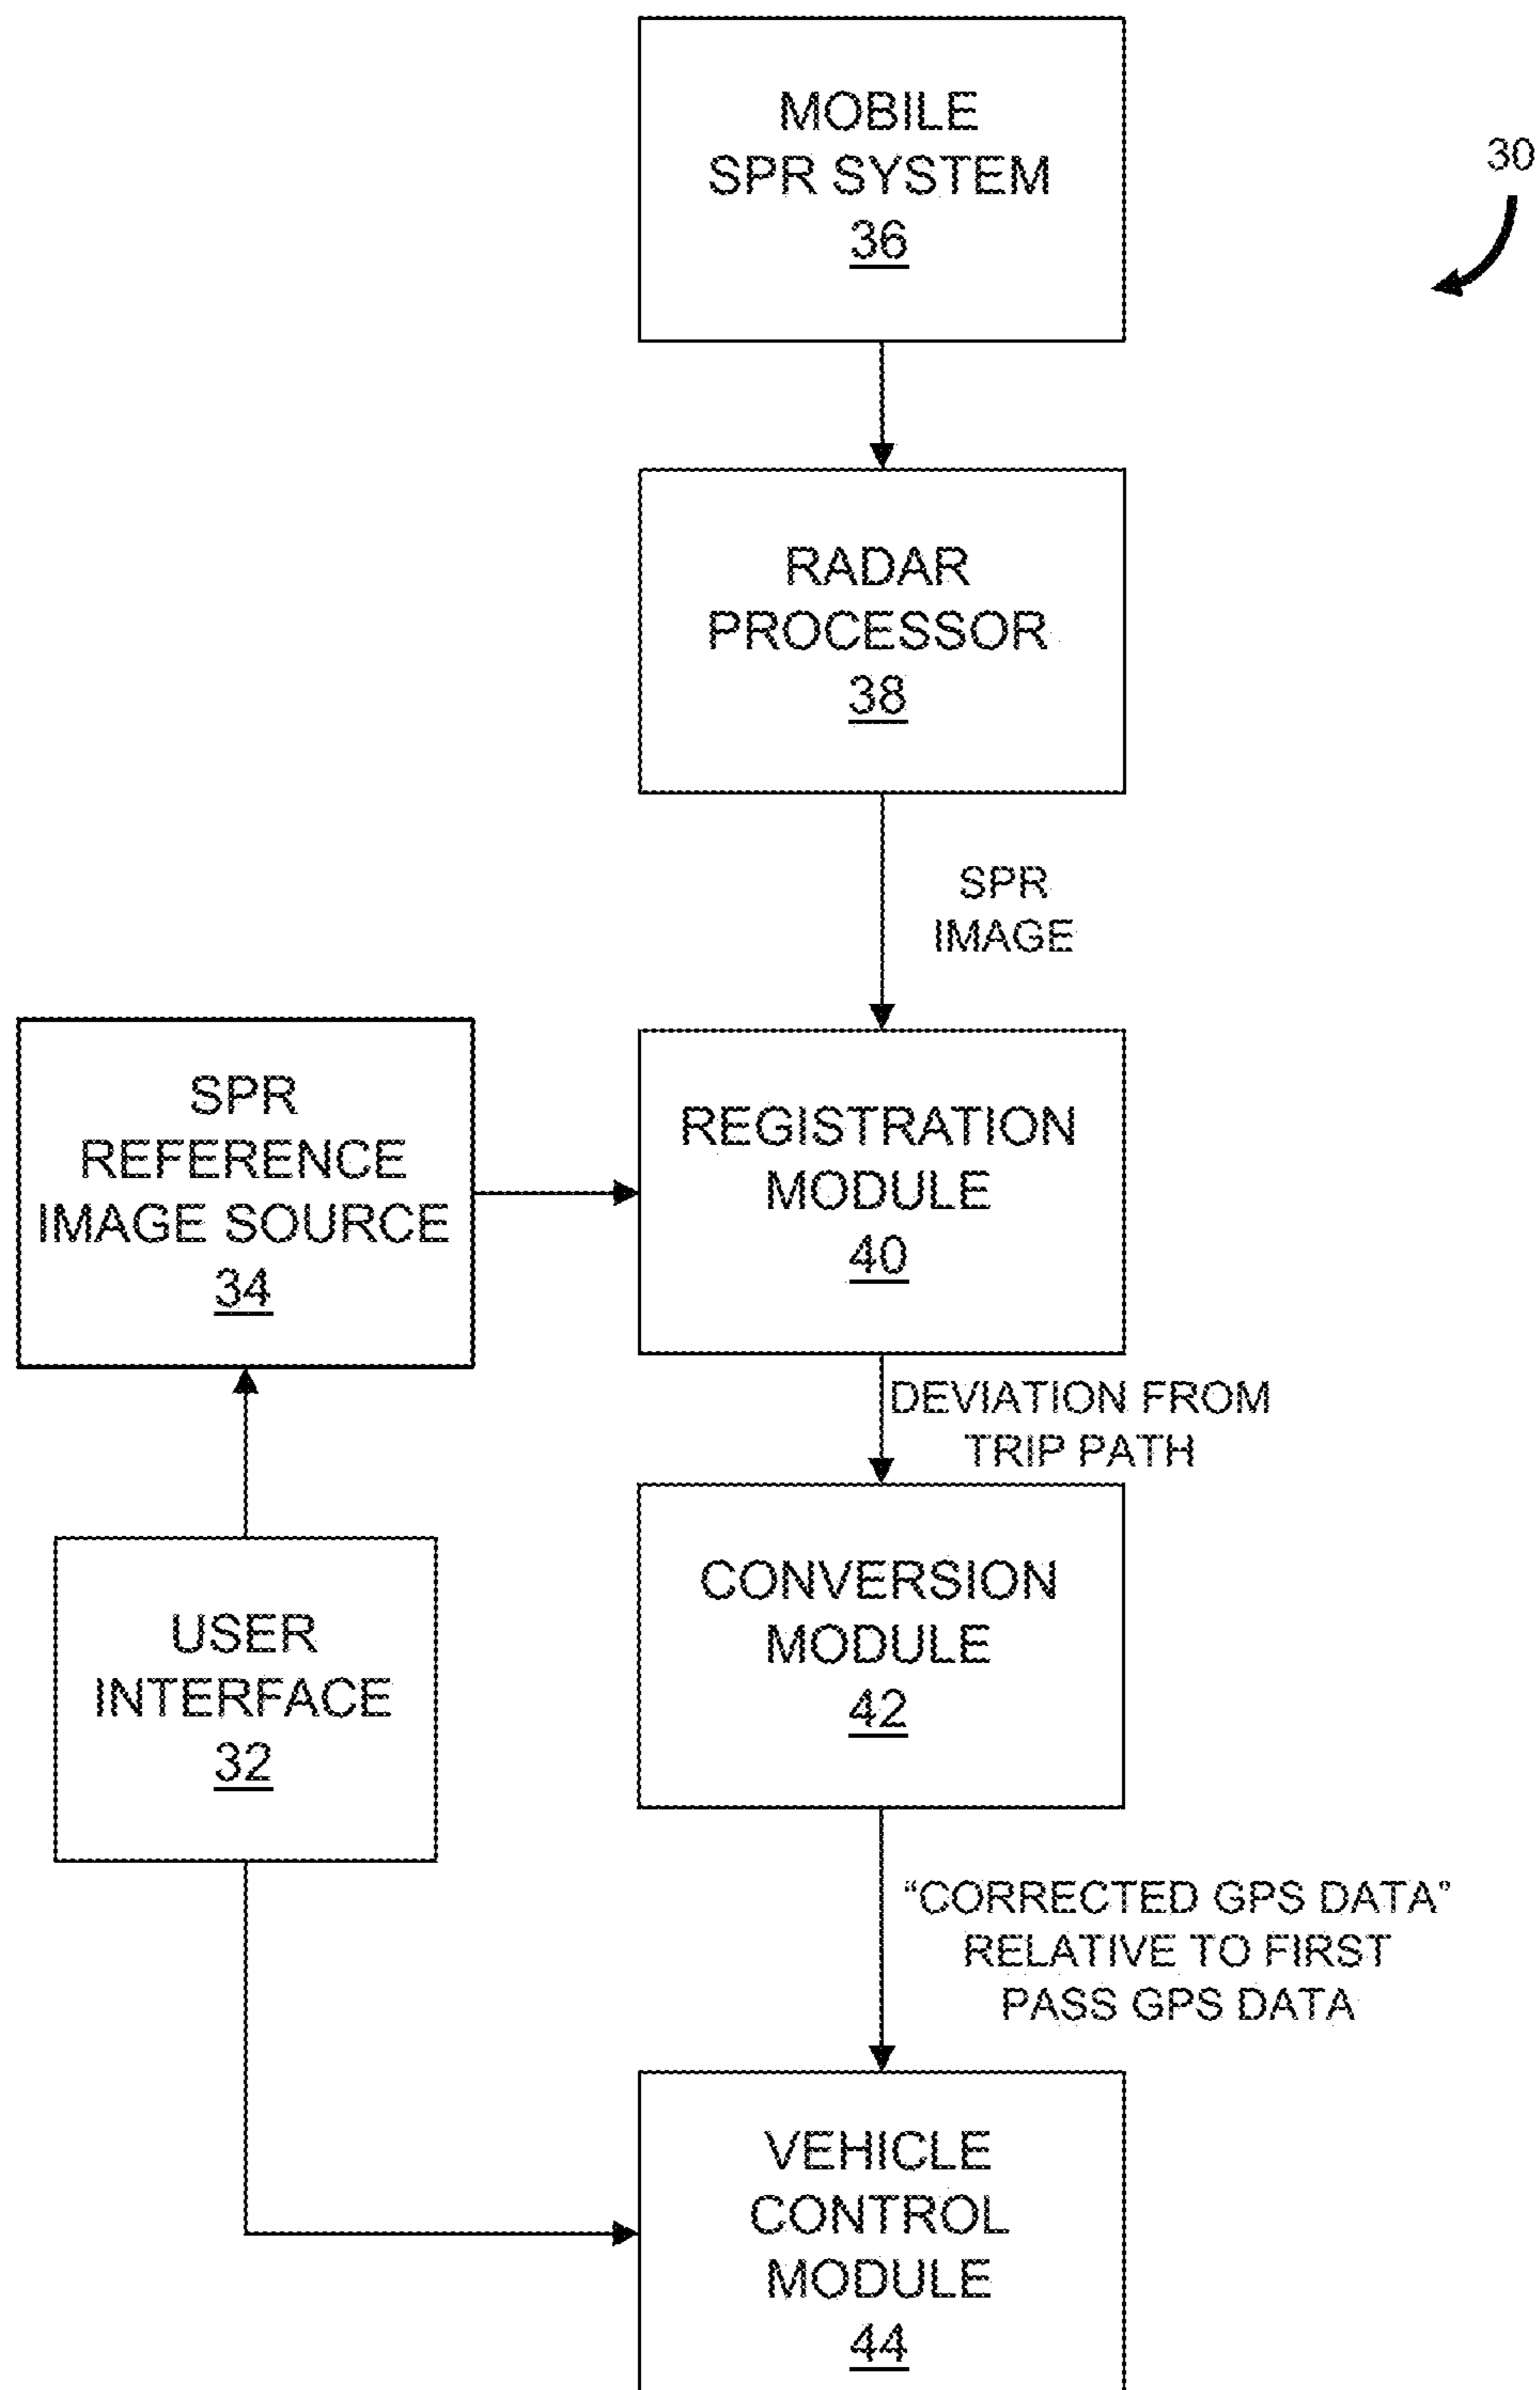 MOBILE
SPR SYSTEM
36
30
RADAR
PROCESSOR
38
SPR
IMAGE
SPR
REFERENCE
IMAGE SOURCE
34
REGISTRATION
MODULE
40
DEVIATION FROM
TRIP PATH
CONVERSION
MODULE
42
USER
INTERFACE
32
“CORRECTED GPS DATA”
RELATIVE TO FIRST
PASS GPS DATA
VEHICLE
CONTROL
MODULE
44